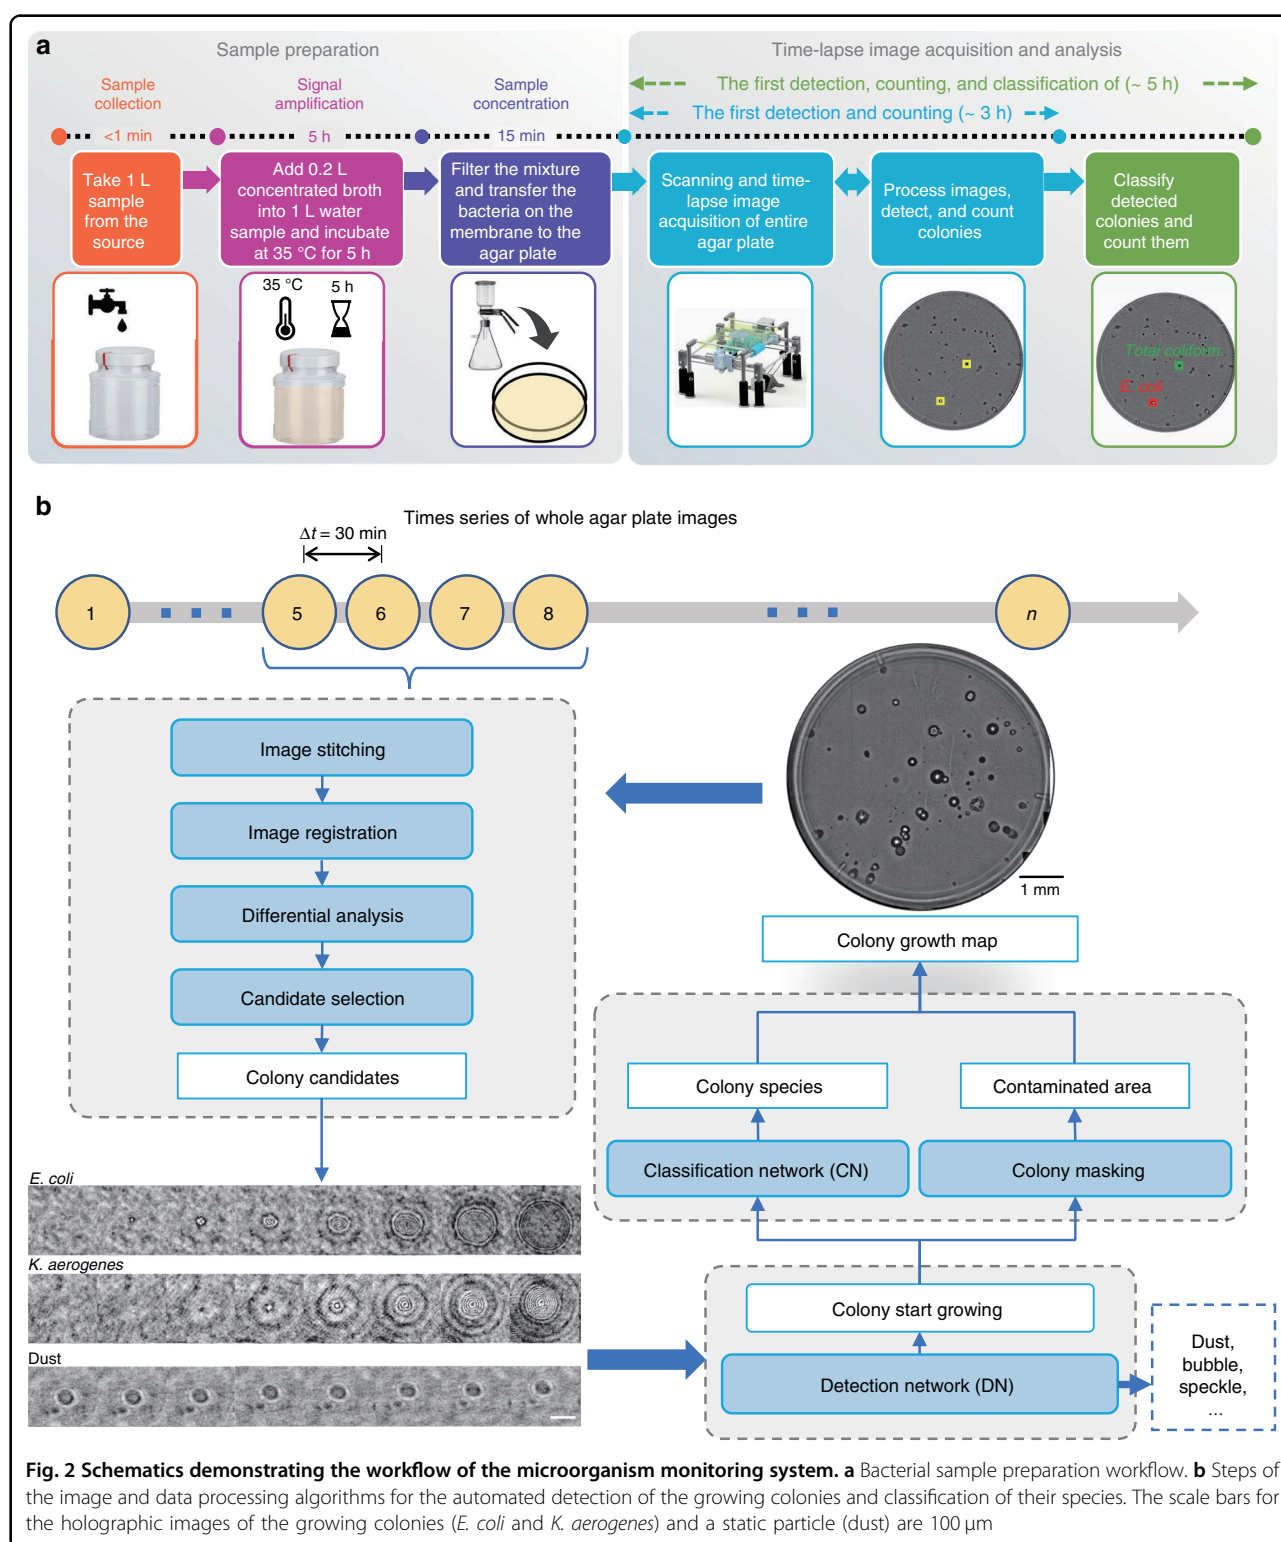 a
Sample preparation
Time-lapse image acquisition and analysis
Sample
collection
Signal
amplification
Sample
concentration
The first detection, counting, and classification of (~ 5 h)
The first detection and counting (~ 3 h)
<1 min
5 h
15 min
Take 1 L
sample
from the
source
Add 0.2 L
concentrated broth
into 1 L water
sample and incubate
at 35 °C for 5 h
Filter the mixture
and transfer the
bacteria on the
membrane to the
agar plate
Scanning and time-
lapse image
acquisition of entire
agar plate
Process images,
detect, and count
colonies
Classify
detected
colonies and
count them
35 °C
5 h
Total coliform
E. coli
b
Times series of whole agar plate images
Δt = 30 min
1
5
6
7
8
n
Image stitching
Image registration
Differential analysis
Candidate selection
Colony candidates
1 mm
Colony growth map
Colony species
Contaminated area
Classification network (CN)
Colony masking
E. coli
K. aerogenes
Dust
Colony start growing
Detection network (DN)
Dust,
bubble,
speckle,
...
Fig. 2 Schematics demonstrating the workflow of the microorganism monitoring system. a Bacterial sample preparation workflow. b Steps of
the image and data processing algorithms for the automated detection of the growing colonies and classification of their species. The scale bars for
the holographic images of the growing colonies (E. coli and K. aerogenes) and a static particle (dust) are 100 μm